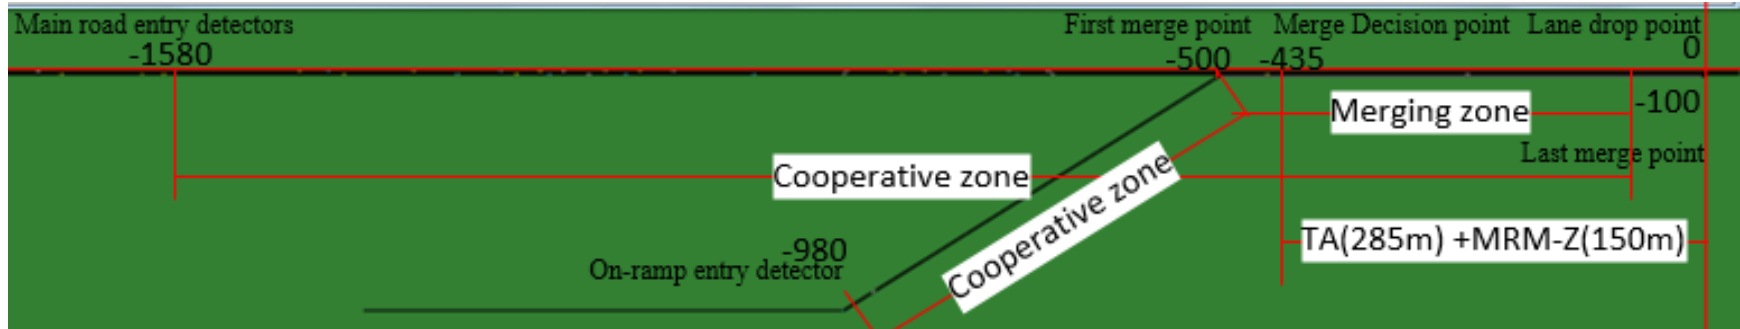 Main road entry detectors
-1580
First merge point
-500
Merge Decision point
-435
Lane drop point
0
Merging zone
-100
Last merge point
Cooperative zone
Cooperative zone
TA(285m) +MRM-Z(150m)
-980
On-ramp entry detector